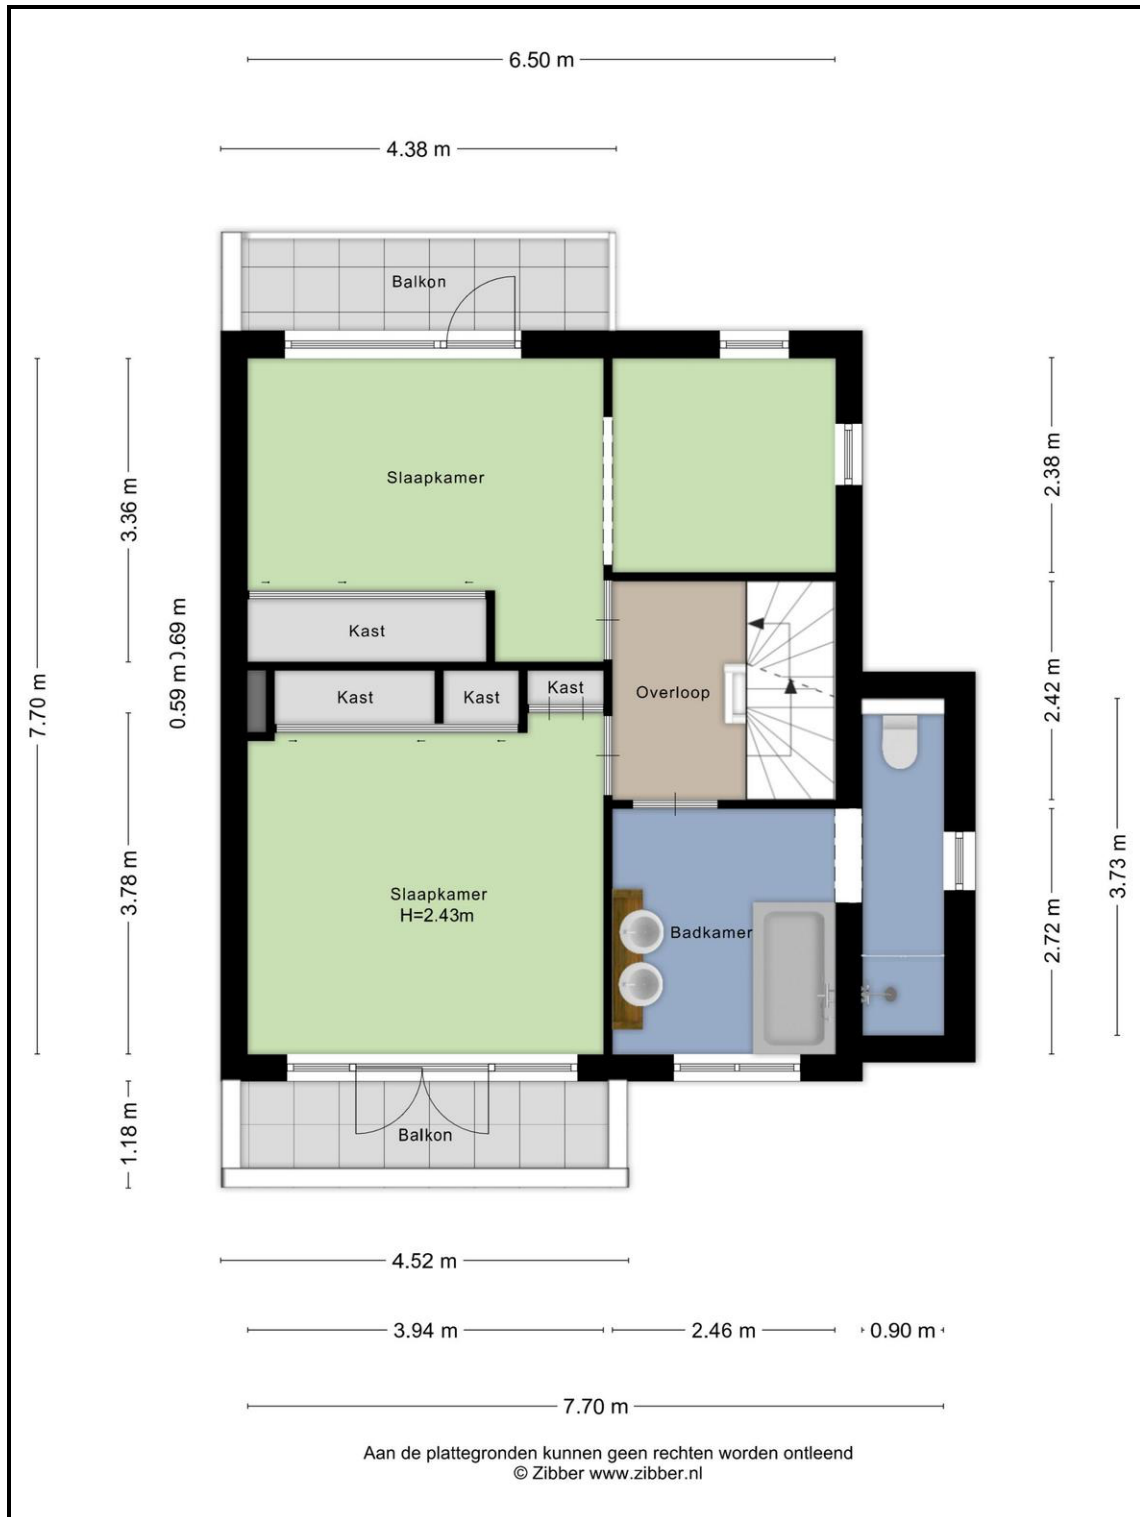 6.50 m
4.38 m
Balkon
Slaapkamer
3.36 m
2.38 m
Kast
0.69 m
0.59 m
Kast
Kast
Kast
Overloop
7.70 m
2.42 m
3.78 m
Slaapkamer
H=2.43m
Badkamer
2.72 m
3.73 m
Balkon
1.18 m
4.52 m
3.94 m
2.46 m
0.90 m
7.70 m
Aan de plattegronden kunnen geen rechten worden ontleend
© Zibber www.zibber.nl